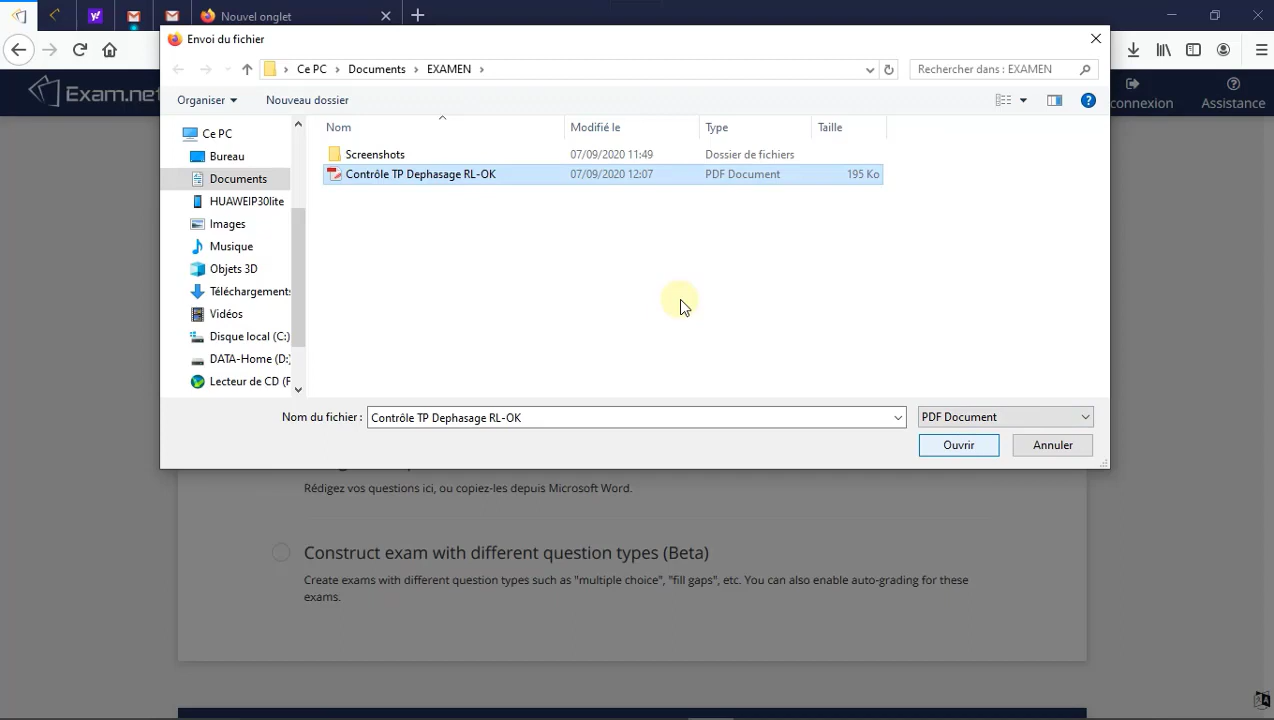 Nouvel onglet
Envoi du fichier
Ce PC > Documents > EXAMEN >
Rechercher dans : EXAMEN
Exam.net
connexion
Assistance
Organiser
Nouveau dossier
Nom
Modifié le
Type
Taille
Ce PC
Bureau
Documents
HUAWEIP30lite
Images
Musique
Objets 3D
Téléchargements
Vidéos
Disque local (C:)
DATA-Home (D:)
Lecteur de CD (F
Screenshots 07/09/2020 11:49 Dossier de fichiers
Contrôle TP Dephasage RL-OK 07/09/2020 12:07 PDF Document 195 Ko
Nom du fichier : Contrôle TP Dephasage RL-OK
PDF Document
Ouvrir
Annuler
Rédigez vos questions ici, ou copiez-les depuis Microsoft Word.
Construct exam with different question types (Beta)
Create exams with different question types such as "multiple choice", "fill gaps", etc. You can also enable auto-grading for these
exams.